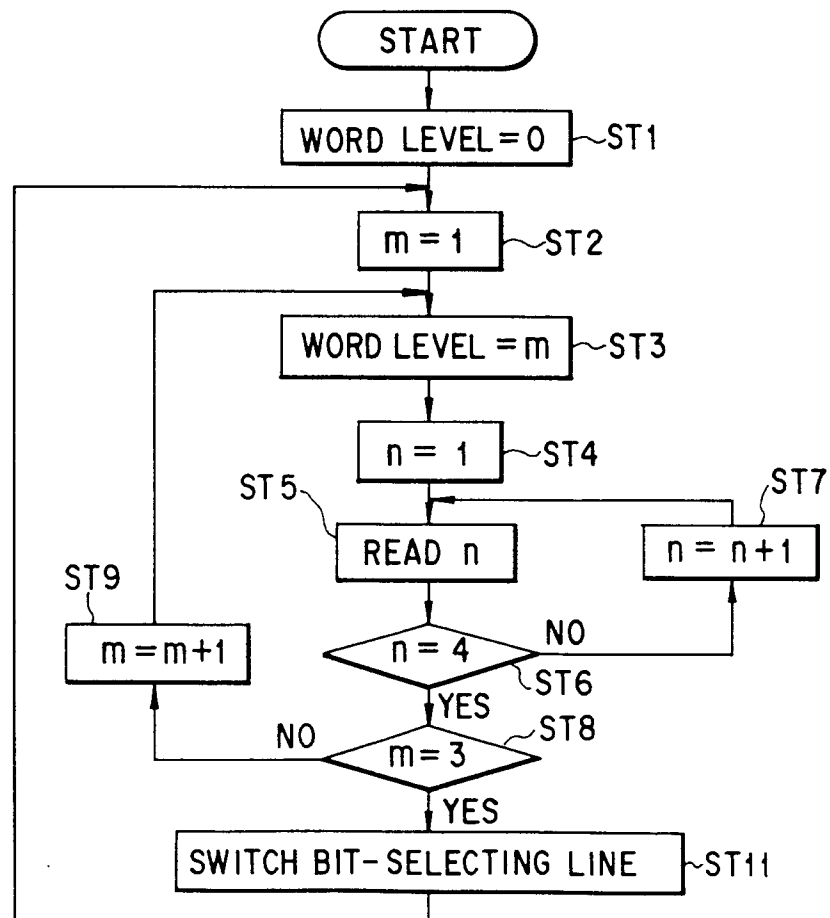 START
WORD LEVEL=0
ST1
m=1
ST2
WORD LEVEL=m
ST3
n=1
ST4
ST5
READ n
ST7
n=n+1
ST9
m=m+1
n=4
NO
ST6
YES
NO
m=3
ST8
YES
SWITCH BIT-SELECTING LINE
ST11